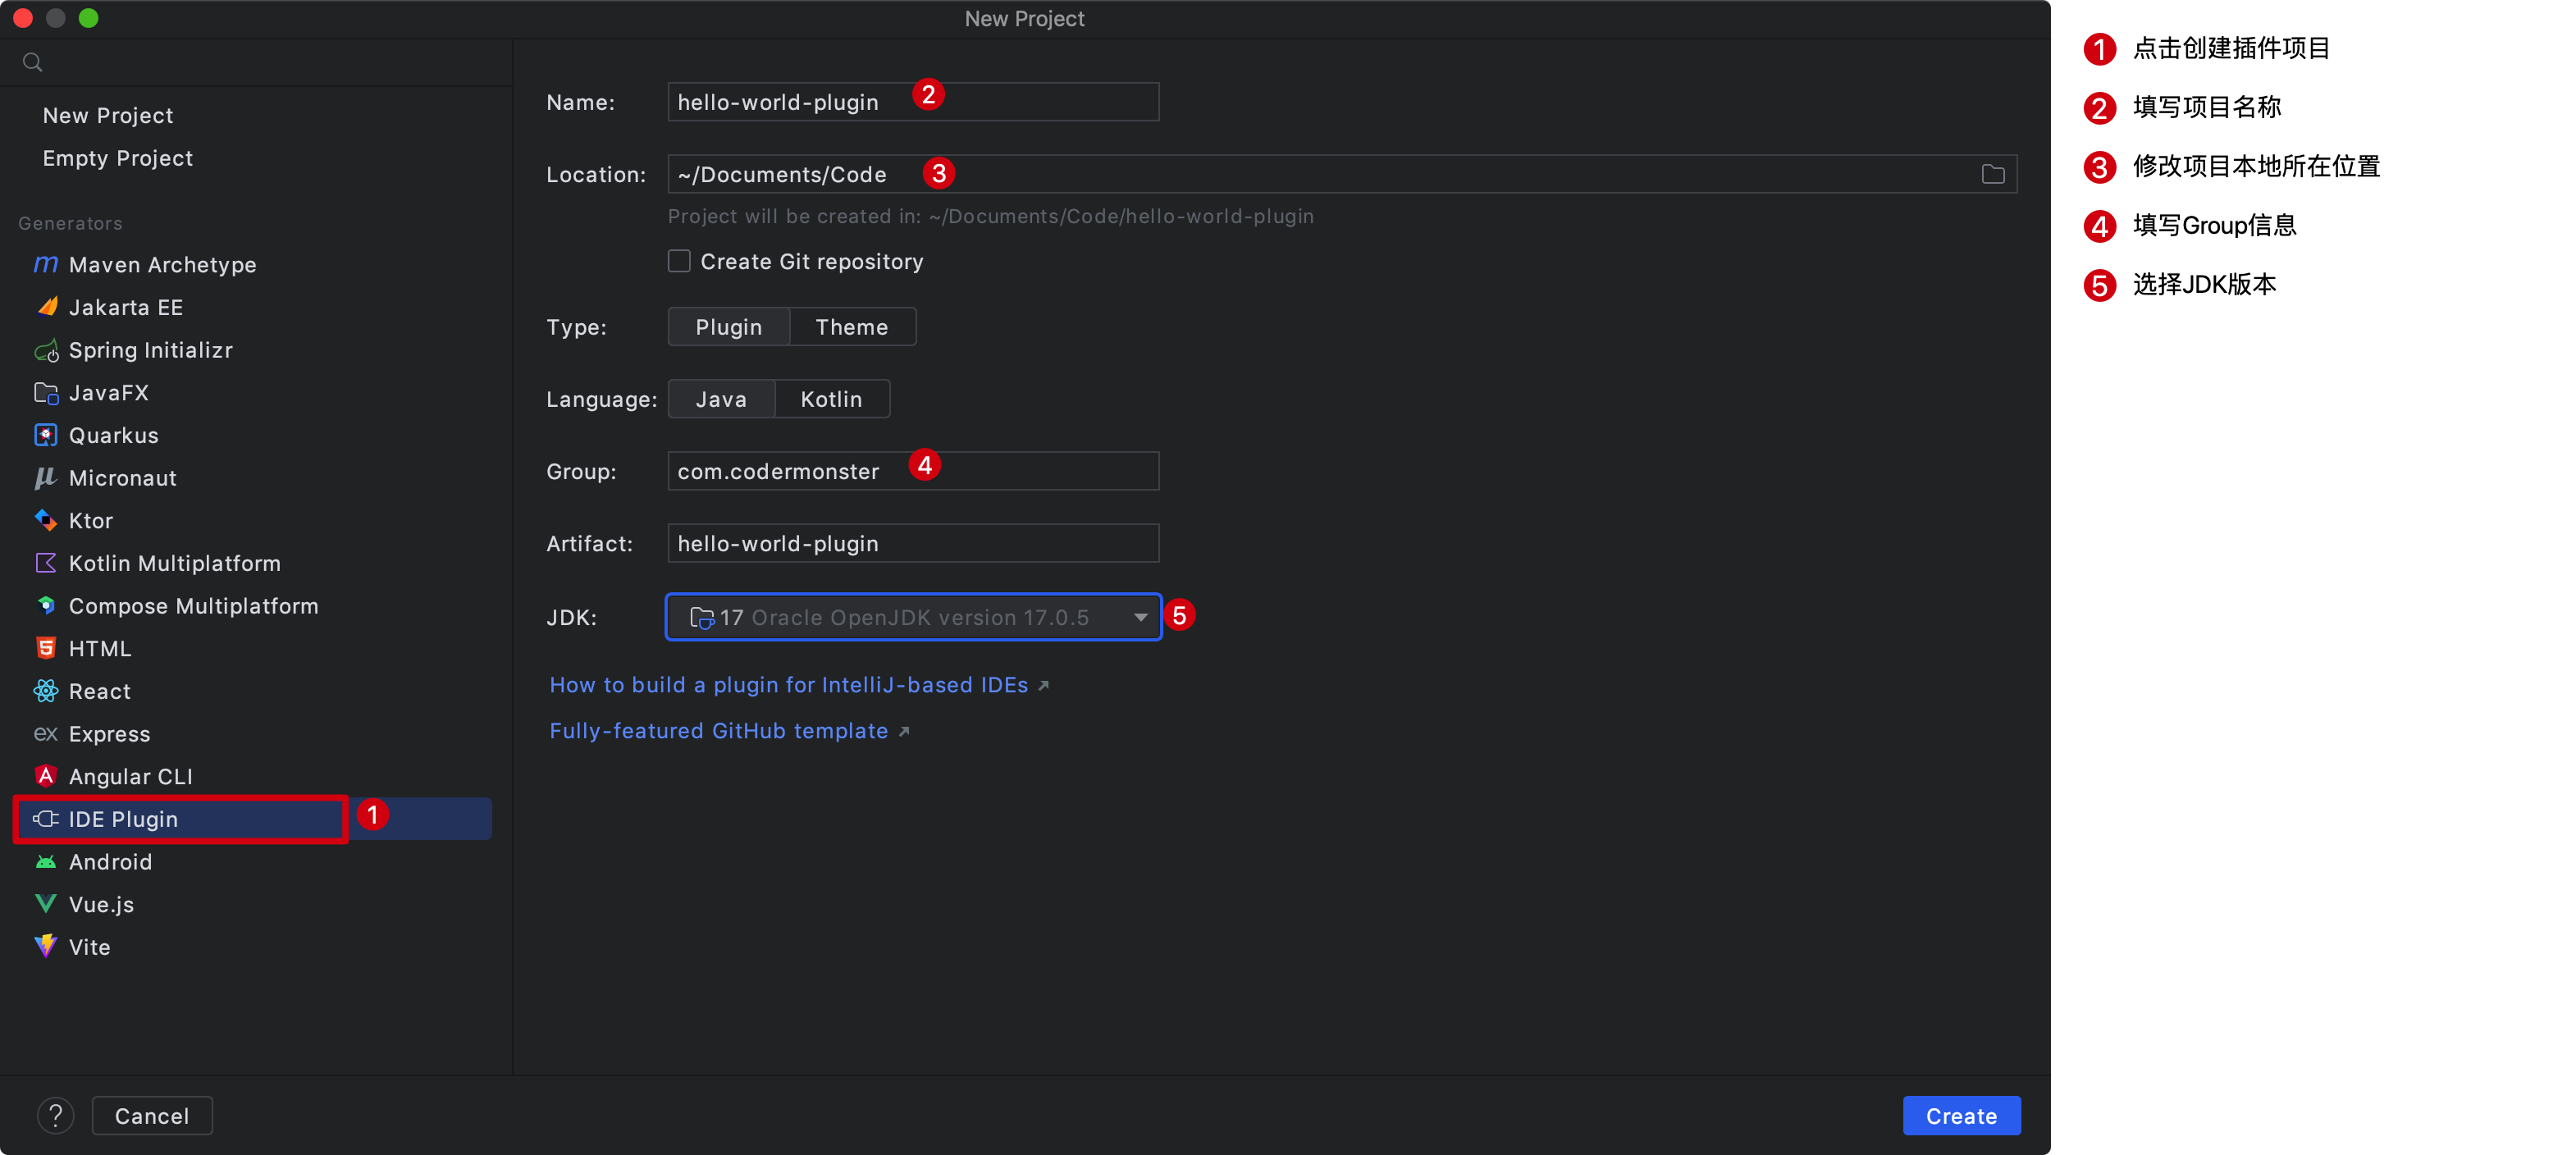 New Project
New Project
Empty Project
Generators
Maven Archetype
Jakarta EE
Spring Initializr
JavaFX
Quarkus
Micronaut
Ktor
Kotlin Multiplatform
Compose Multiplatform
HTML
React
Express
Angular CLI
IDE Plugin 1
Android
Vue.js
Vite
Name: hello-world-plugin 2
Location: ~/Documents/Code 3
Project will be created in: ~/Documents/Code/hello-world-plugin
Create Git repository
Type: Plugin Theme
Language: Java Kotlin
Group: com.codermonster 4
Artifact: hello-world-plugin
JDK: 17 Oracle OpenJDK version 17.0.5 5
How to build a plugin for IntelliJ-based IDEs ↗
Fully-featured GitHub template ↗
? Cancel Create
1 点击创建插件项目
2 填写项目名称
3 修改项目本地所在位置
4 填写Group信息
5 选择JDK版本